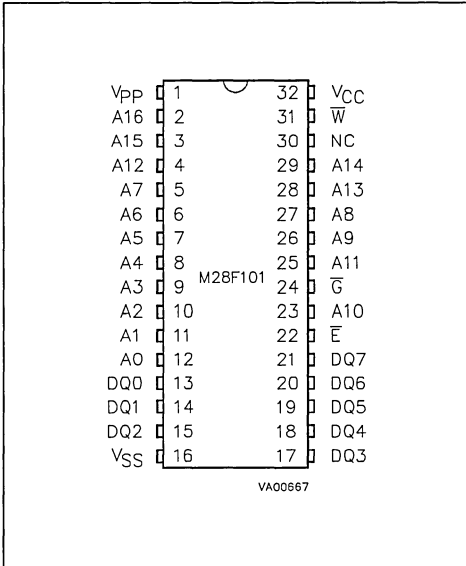 VPP 1 32 VCC
A16 2 31 W̅
A15 3 30 NC
A12 4 29 A14
A7 5 28 A13
A6 6 27 A8
A5 7 26 A9
A4 8 25 A11
M28F101
A3 9 24 G̅
A2 10 23 A10
A1 11 22 E̅
A0 12 21 DQ7
DQ0 13 20 DQ6
DQ1 14 19 DQ5
DQ2 15 18 DQ4
VSS 16 17 DQ3
VA00667